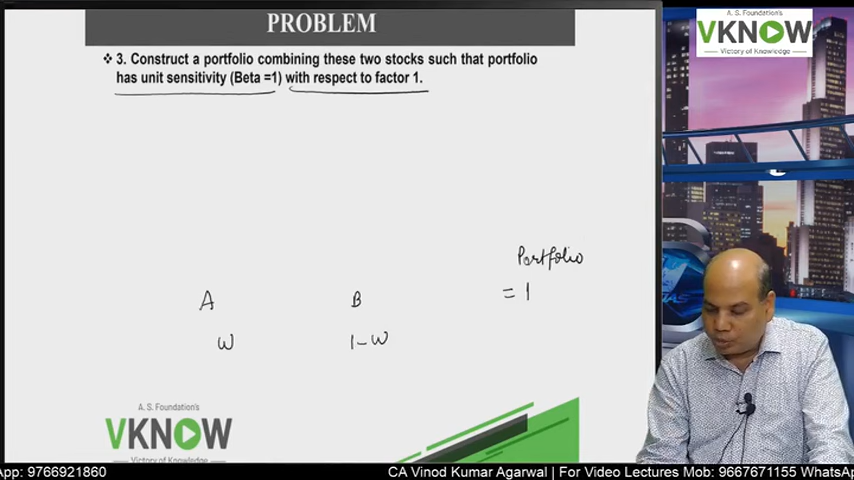 PROBLEM
A. S. Foundation's
VKNOW
Victory of Knowledge
❖ 3. Construct a portfolio combining these two stocks such that portfolio
has unit sensitivity (Beta =1) with respect to factor 1.
Portfolio
A B = 1
W 1-W
A. S. Foundation's
VKNOW
Victory of Knowledge
App: 9766921860 CA Vinod Kumar Agarwal | For Video Lectures Mob: 9667671155 WhatsAp